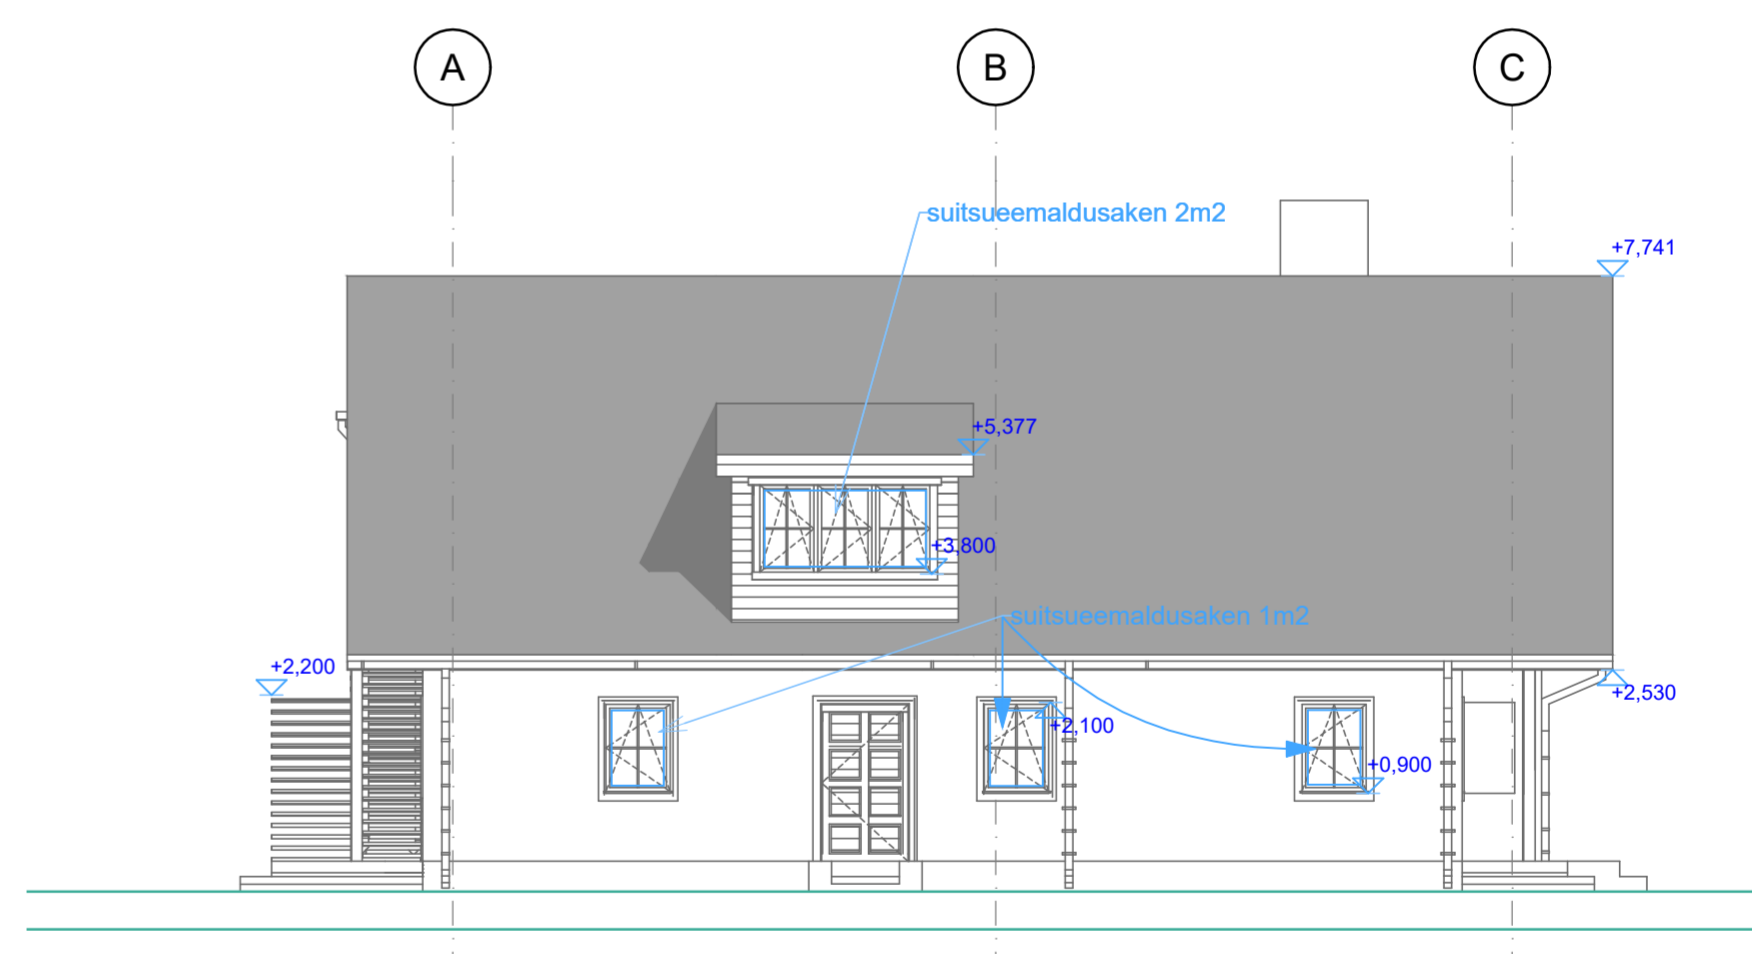 A
B
C
suitsueemaldusaken 2m2
+7,741
+5,377
+3,800
suitsueemaldusaken 1m2
+2,200
+2,530
+2,100
+0,900